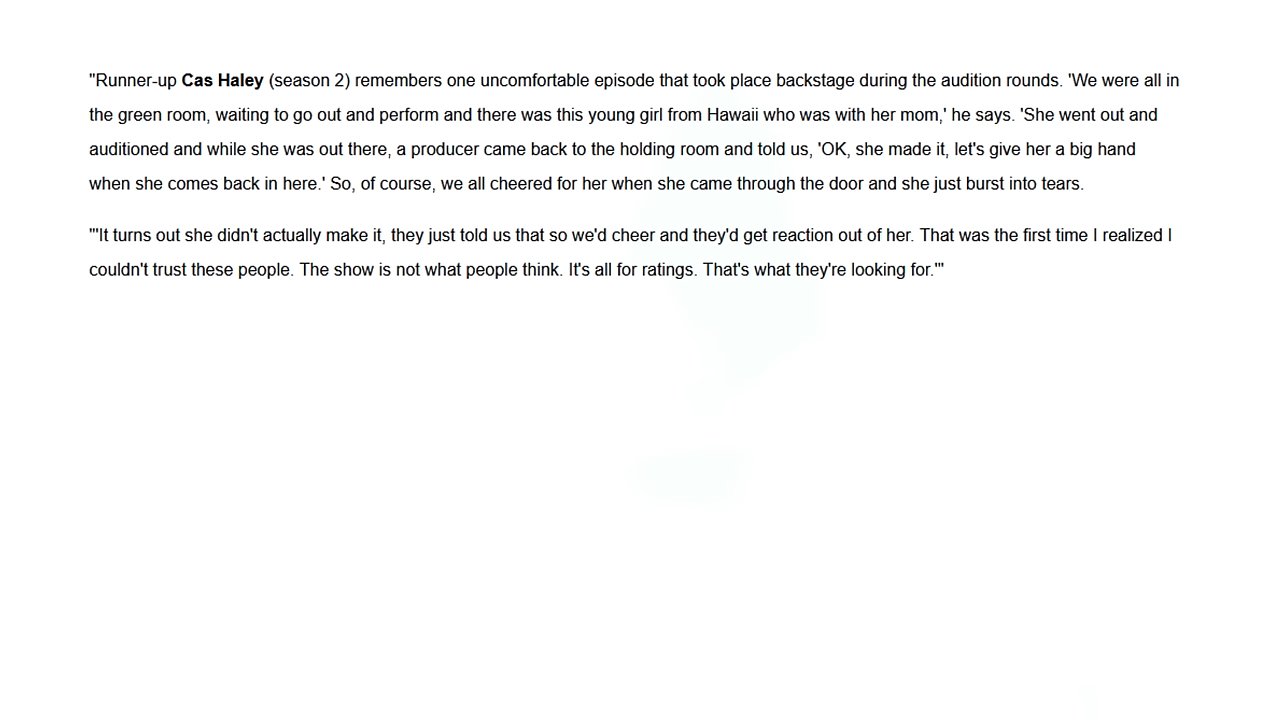 "Runner-up Cas Haley (season 2) remembers one uncomfortable episode that took place backstage during the audition rounds. 'We were all in
the green room, waiting to go out and perform and there was this young girl from Hawaii who was with her mom,' he says. 'She went out and
auditioned and while she was out there, a producer came back to the holding room and told us, 'OK, she made it, let's give her a big hand
when she comes back in here.' So, of course, we all cheered for her when she came through the door and she just burst into tears.
"'It turns out she didn't actually make it, they just told us that so we'd cheer and they'd get reaction out of her. That was the first time I realized I
couldn't trust these people. The show is not what people think. It's all for ratings. That's what they're looking for.'"